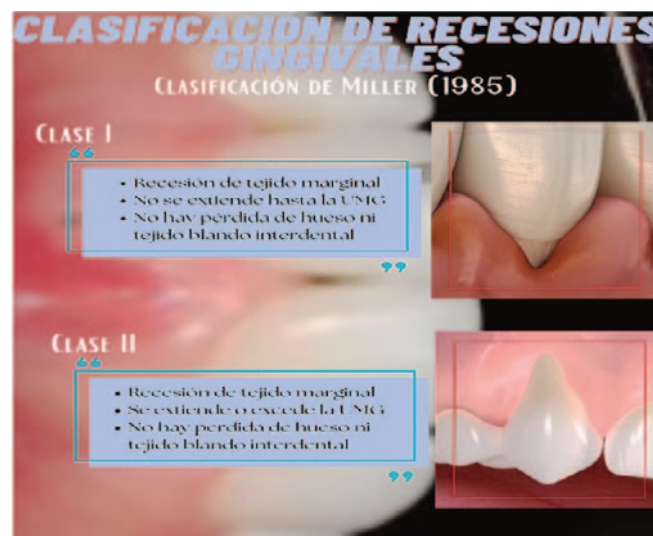 CLASIFICACIÓN DE RECESIONES
GINGIVALES
CLASIFICACIÓN DE MILLER (1985)
CLASE I
“
• Recesión de tejido marginal
• No se extiende hasta la UMG
• No hay pérdida de hueso ni
tejido blando interdental
”
CLASE II
“
• Recesión de tejido marginal
• Se extiende o excede la UMG
• No hay perdida de hueso ni
tejido blando interdental
”